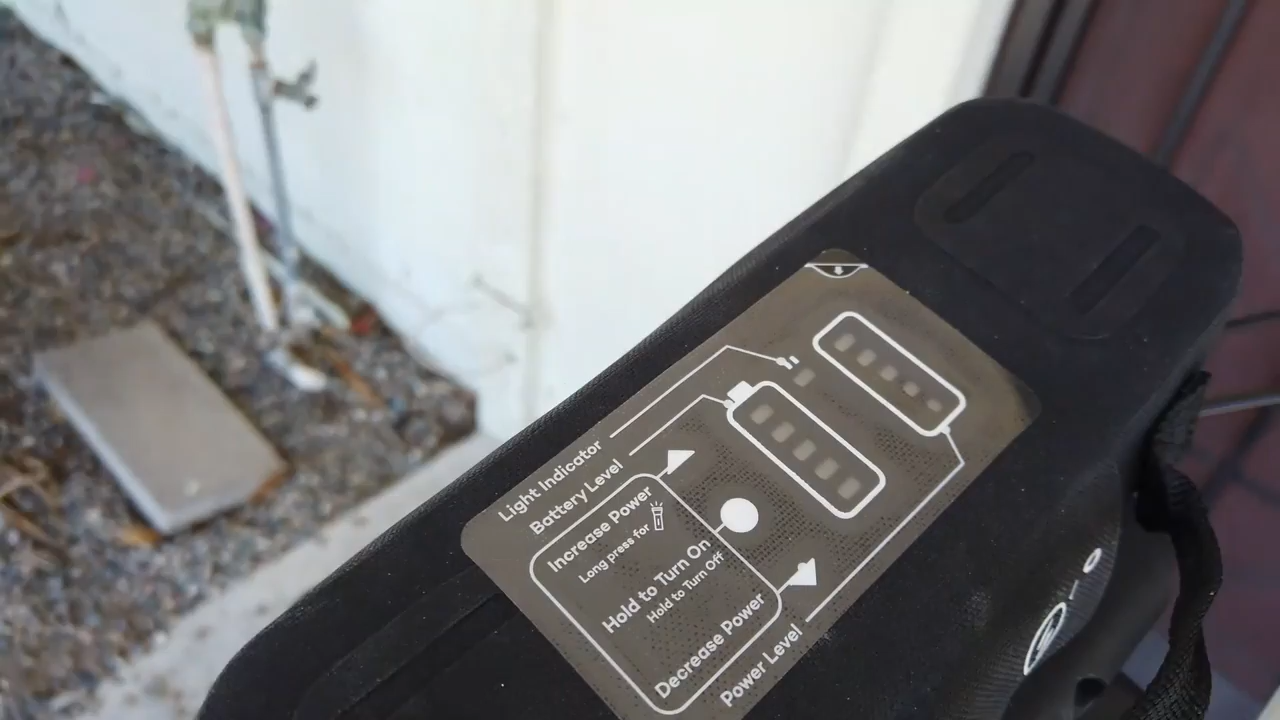 Light Indicator
Battery Level
Increase Power
Long press for
Hold to Turn On
Hold to Turn Off
Decrease Power
Power Level